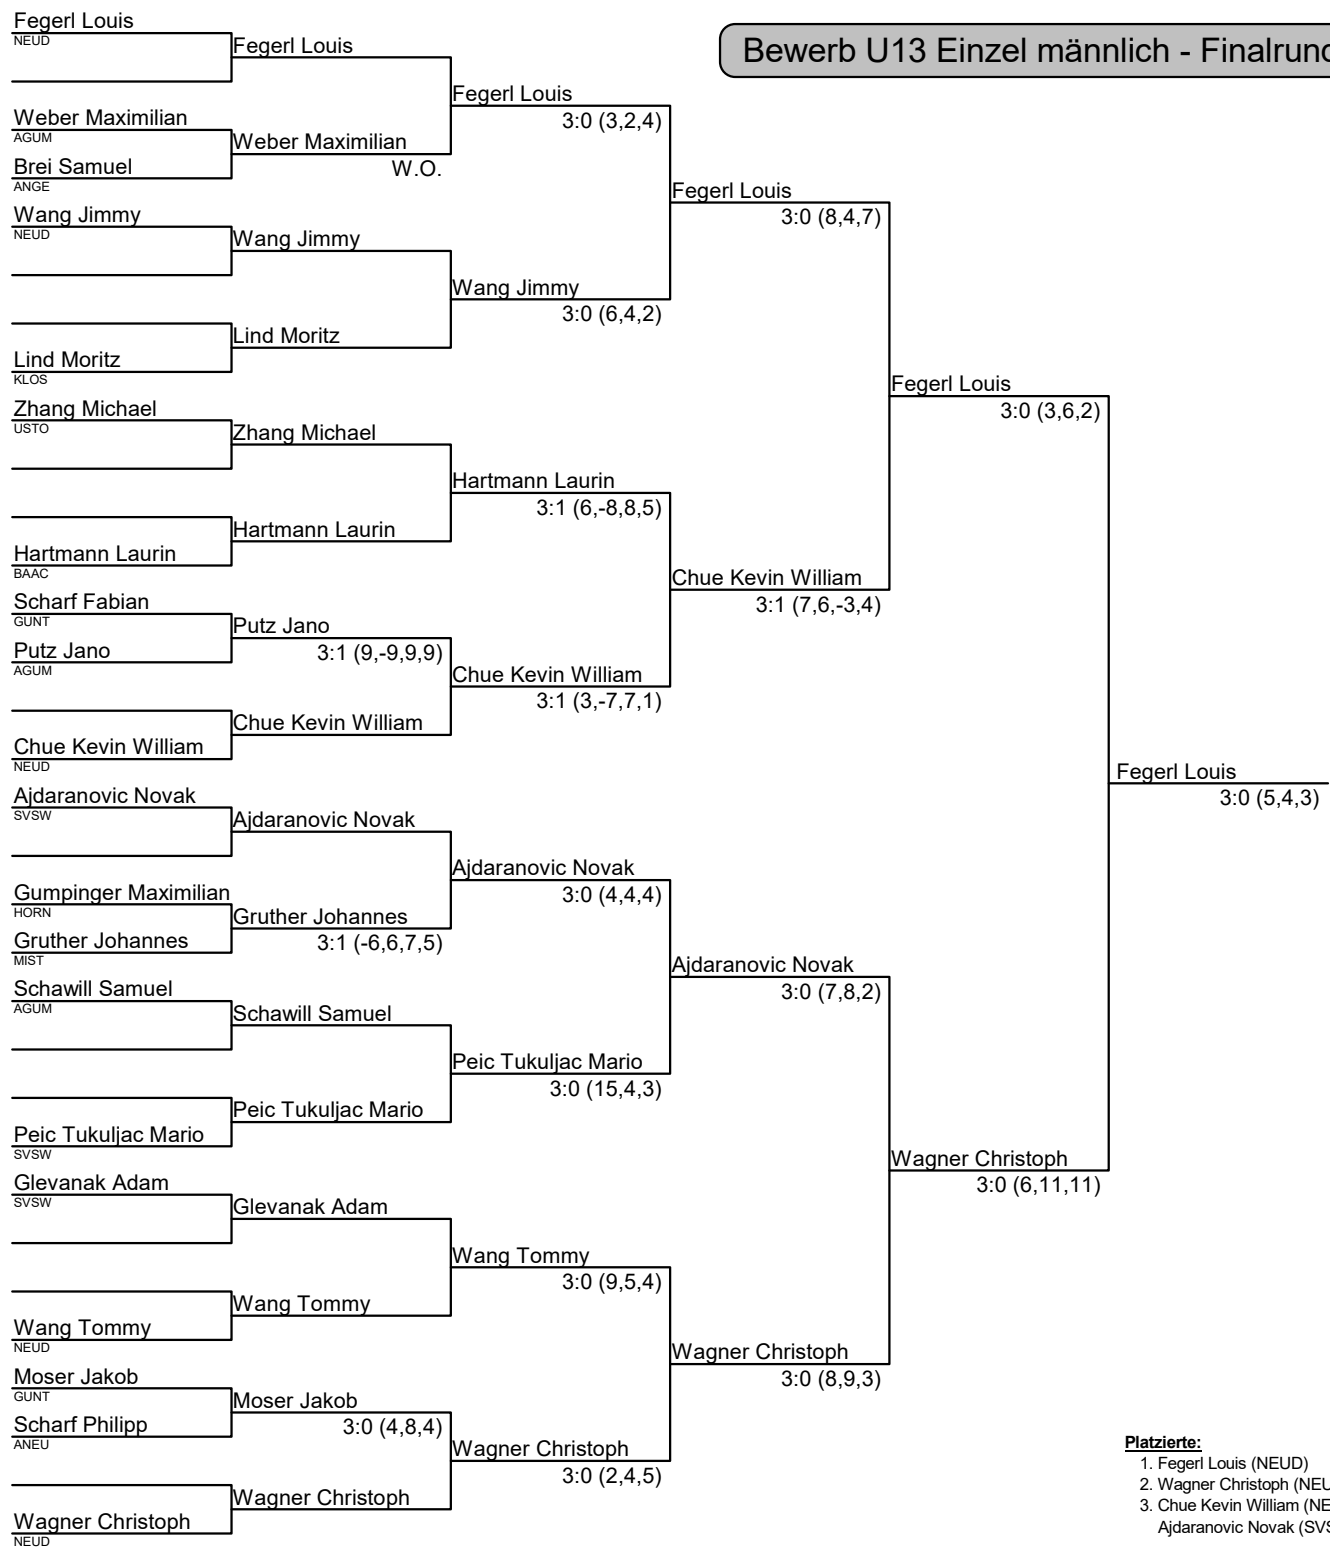 Bewerb U13 Einzel männlich - Finalrund
Fegerl Louis
NEUD
Weber Maximilian
AGUM
Brei Samuel
ANGE
Wang Jimmy
NEUD
Lind Moritz
KLOS
Zhang Michael
USTO
Hartmann Laurin
BAAC
Scharf Fabian
GUNT
Putz Jano
AGUM
Chue Kevin William
NEUD
Ajdaranovic Novak
SVSW
Gumpinger Maximilian
HORN
Gruther Johannes
MIST
Schawill Samuel
AGUM
Peic Tukuljac Mario
SVSW
Glevanak Adam
SVSW
Wang Tommy
NEUD
Moser Jakob
GUNT
Scharf Philipp
ANEU
Wagner Christoph
NEUD
Fegerl Louis
Weber Maximilian
W.O.
Wang Jimmy
Lind Moritz
Zhang Michael
Hartmann Laurin
Putz Jano
3:1 (9,-9,9,9)
Chue Kevin William
Ajdaranovic Novak
Gruther Johannes
3:1 (-6,6,7,5)
Schawill Samuel
Peic Tukuljac Mario
Glevanak Adam
Wang Tommy
Moser Jakob
3:0 (4,8,4)
Wagner Christoph
Fegerl Louis
3:0 (3,2,4)
Wang Jimmy
3:0 (6,4,2)
Hartmann Laurin
3:1 (6,-8,8,5)
Chue Kevin William
3:1 (3,-7,7,1)
Ajdaranovic Novak
3:0 (4,4,4)
Peic Tukuljac Mario
3:0 (15,4,3)
Wang Tommy
3:0 (9,5,4)
Wagner Christoph
3:0 (2,4,5)
Fegerl Louis
3:0 (8,4,7)
Chue Kevin William
3:1 (7,6,-3,4)
Ajdaranovic Novak
3:0 (7,8,2)
Wagner Christoph
3:0 (8,9,3)
Fegerl Louis
3:0 (3,6,2)
Wagner Christoph
3:0 (6,11,11)
Fegerl Louis
3:0 (5,4,3)
Platzierte:
1. Fegerl Louis (NEUD)
2. Wagner Christoph (NEU
3. Chue Kevin William (NE
Ajdaranovic Novak (SVS